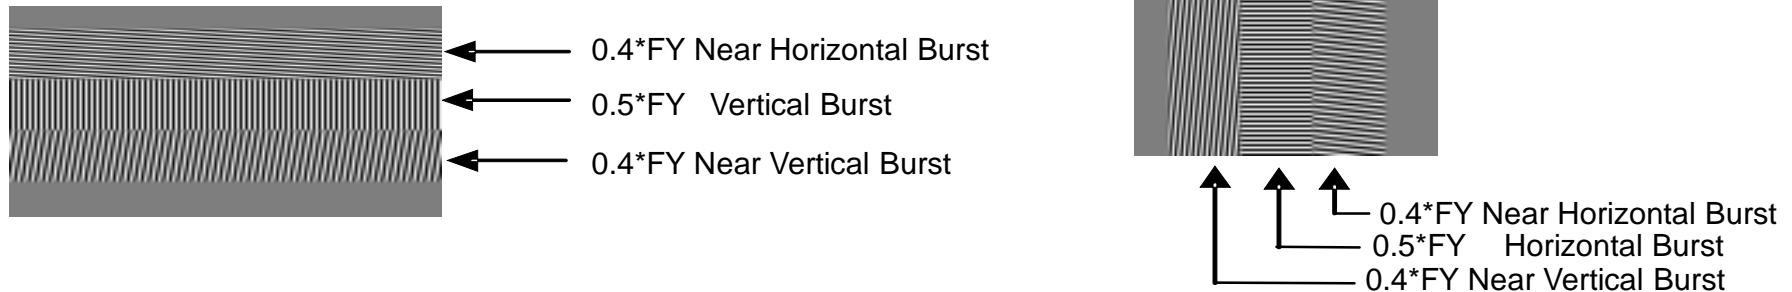 0.4*FY Near Horizontal Burst
0.5*FY Vertical Burst
0.4*FY Near Vertical Burst
0.4*FY Near Horizontal Burst
0.5*FY Horizontal Burst
0.4*FY Near Vertical Burst